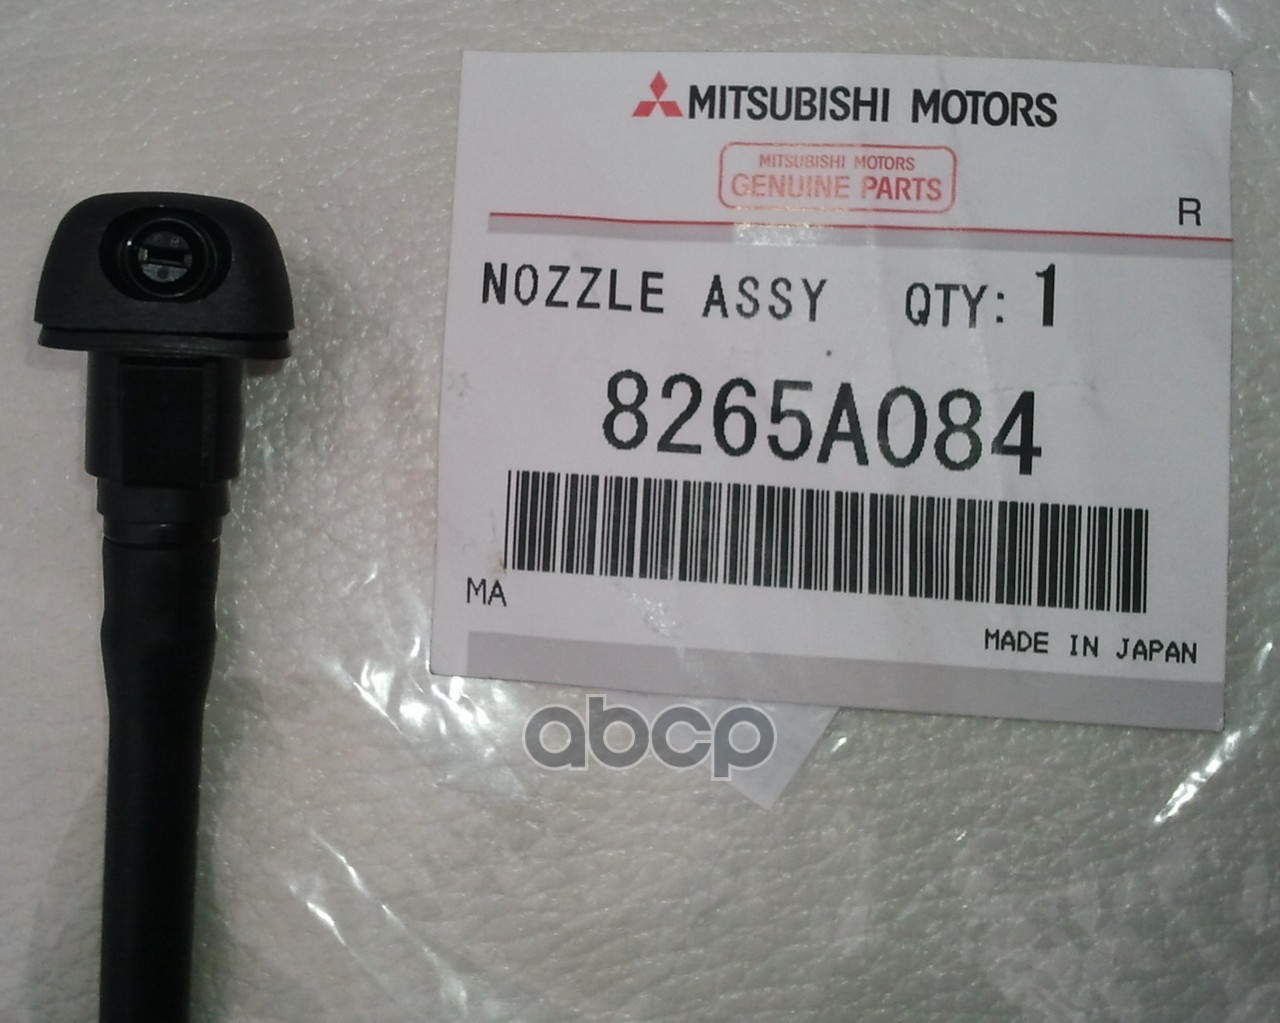 MITSUBISHI MOTORS
MITSUBISHI MOTORS
GENUINE PARTS
R
NOZZLE ASSY QTY: 1
8265A084
MA
MADE IN JAPAN
abcp